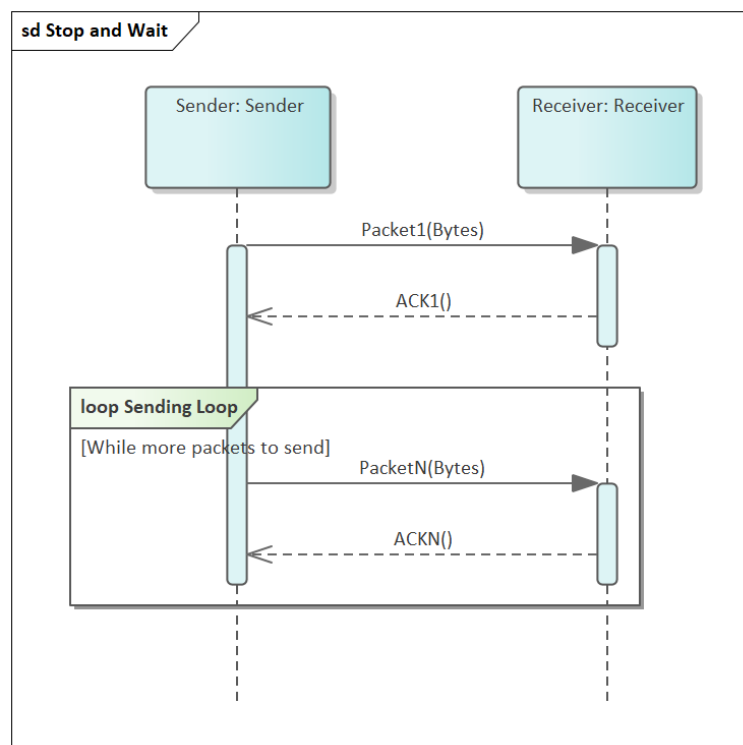 sd Stop and Wait
Sender: Sender
Receiver: Receiver
Packet1(Bytes)
ACK1()
loop Sending Loop
[While more packets to send]
PacketN(Bytes)
ACKN()